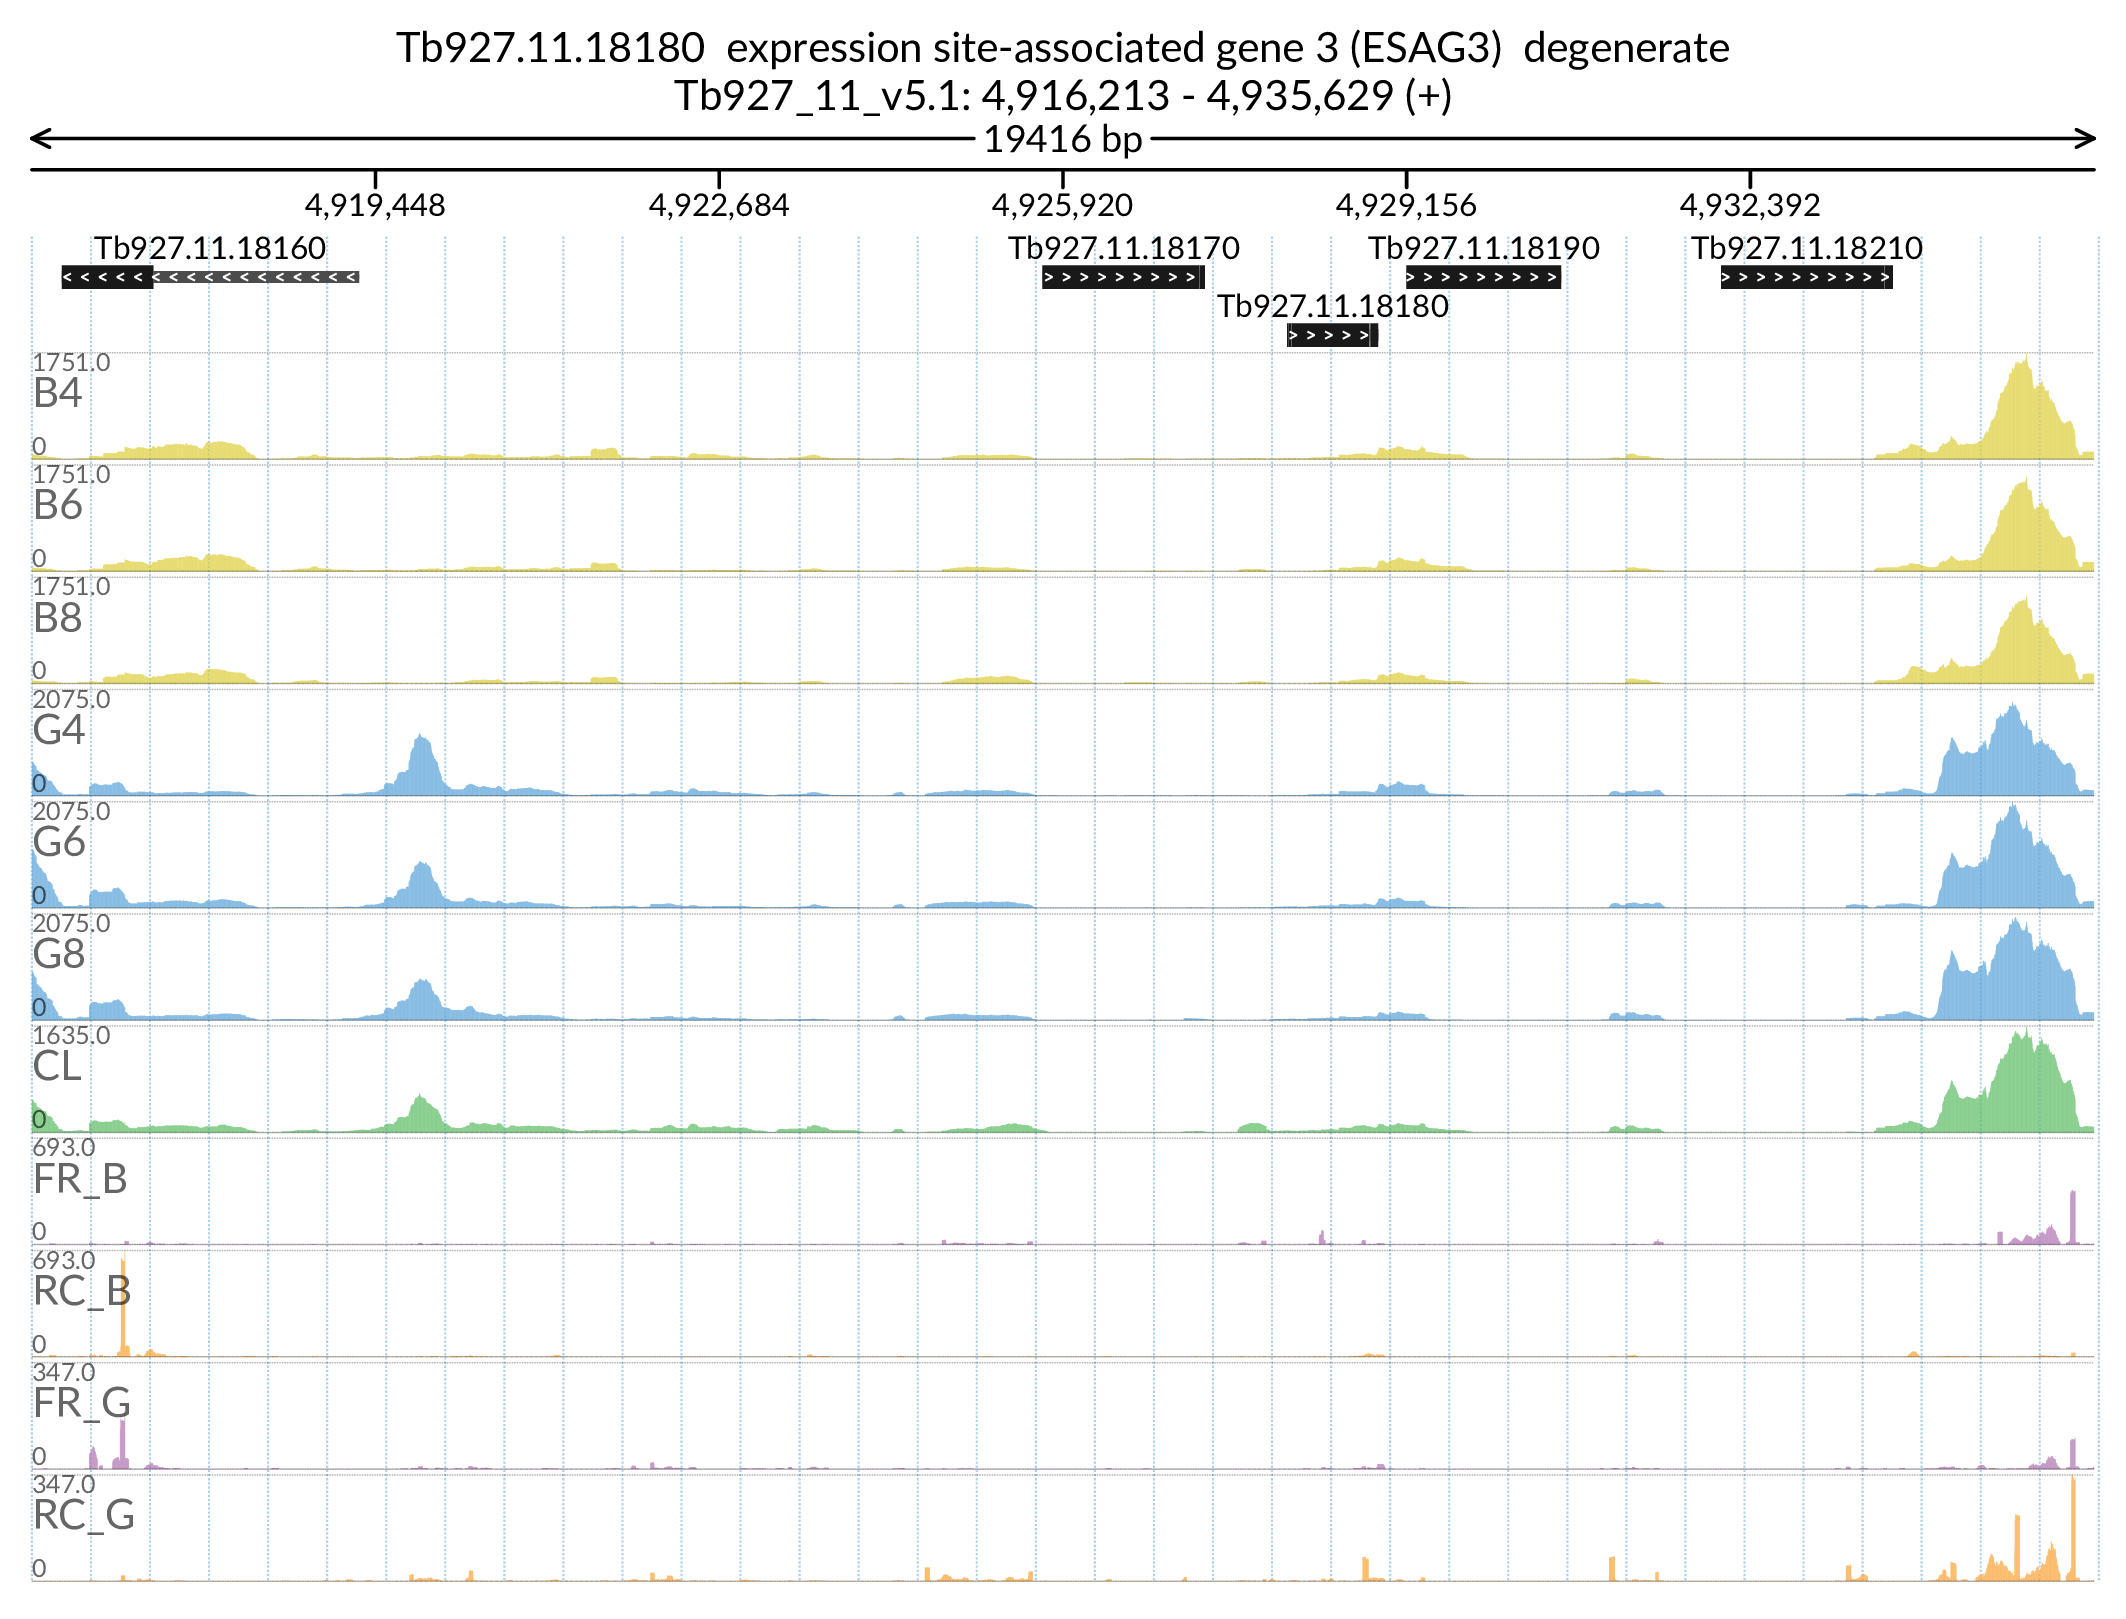 Tb927.11.18180  expression site-associated gene 3 (ESAG3)  degenerate
Tb927_11_v5.1: 4,916,213 - 4,935,629 (+)
19416 bp
4,919,448 4,922,684 4,925,920 4,929,156 4,932,392
Tb927.11.18160 Tb927.11.18170 Tb927.11.18190 Tb927.11.18210
Tb927.11.18180
1751.0
B4
0
1751.0
B6
0
1751.0
B8
0
2075.0
G4
0
2075.0
G6
0
2075.0
G8
0
1635.0
CL
0
693.0
FR_B
0
693.0
RC_B
0
347.0
FR_G
0
347.0
RC_G
0